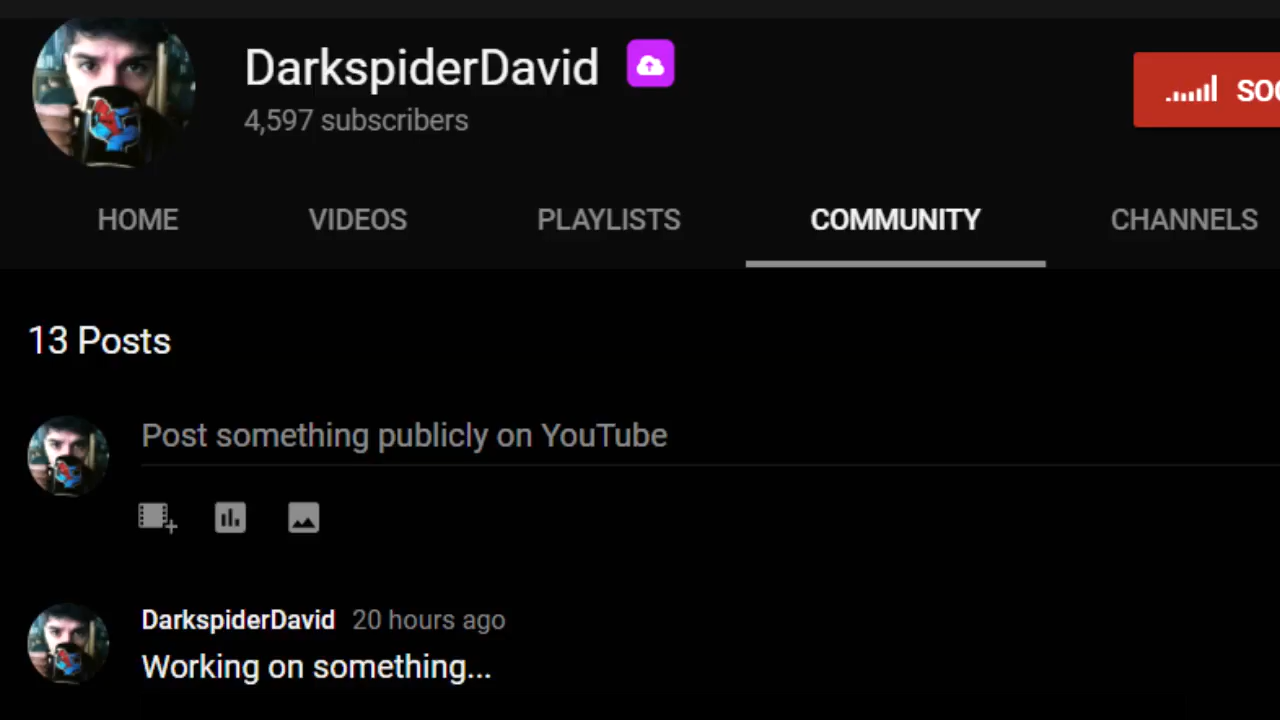 DarkspiderDavid
4,597 subscribers
HOME VIDEOS PLAYLISTS COMMUNITY CHANNELS
13 Posts
Post something publicly on YouTube
DarkspiderDavid 20 hours ago
Working on something...